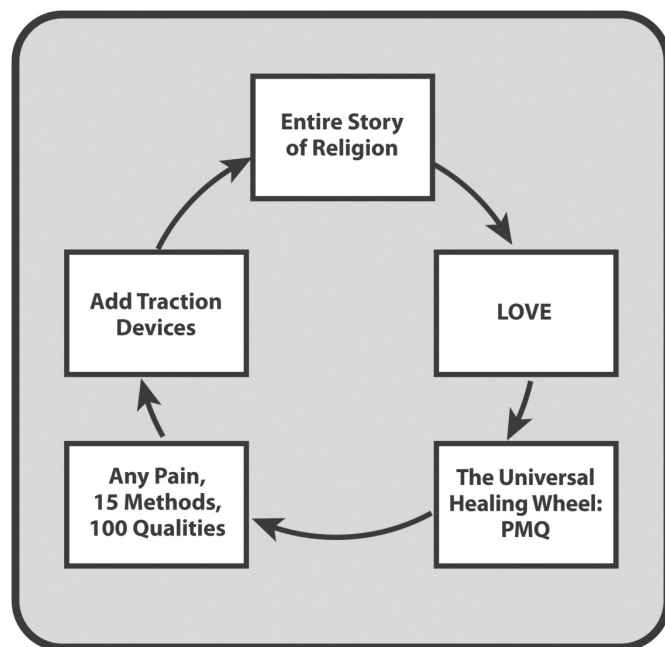 Entire Story
of Religion
LOVE
The Universal
Healing Wheel:
PMQ
Any Pain,
15 Methods,
100 Qualities
Add Traction
Devices